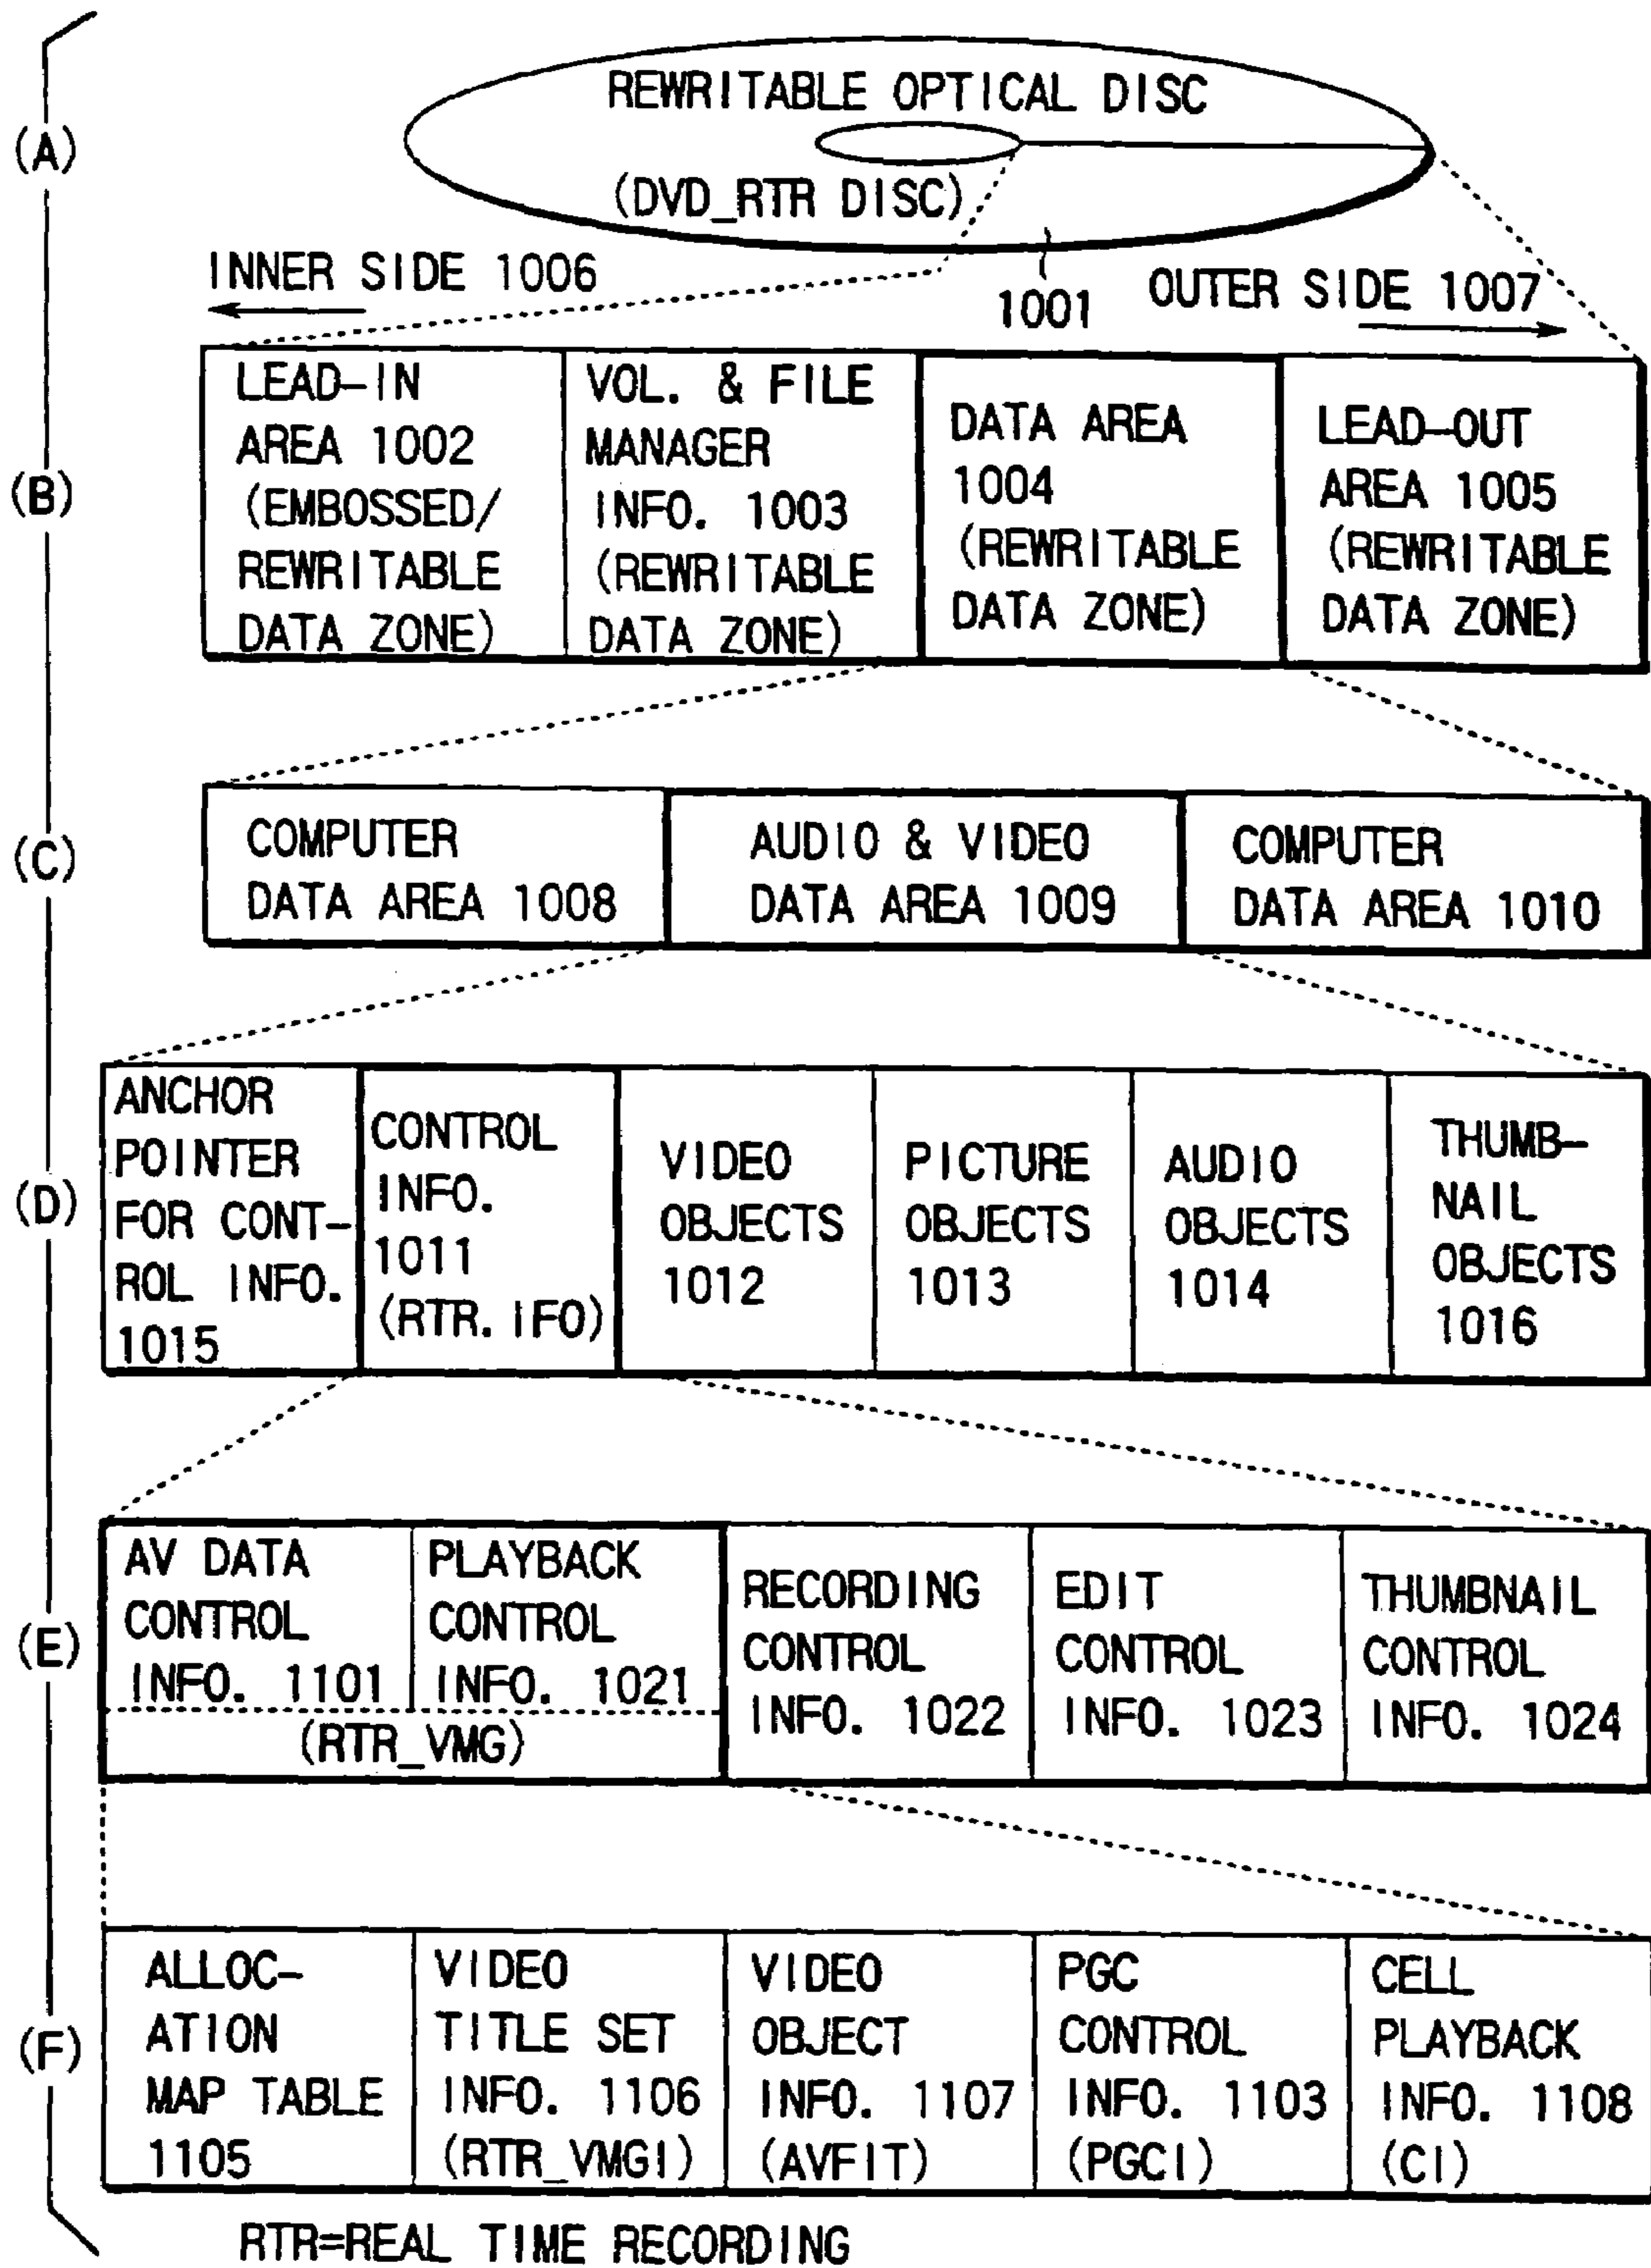 (A)
REWRITABLE OPTICAL DISC
(DVD_RTR DISC)
INNER SIDE 1006
1001
OUTER SIDE 1007
(B)
LEAD-IN
AREA 1002
(EMBOSSED/
REWRITABLE
DATA ZONE)
VOL. & FILE
MANAGER
INFO. 1003
(REWRITABLE
DATA ZONE)
DATA AREA
1004
(REWRITABLE
DATA ZONE)
LEAD-OUT
AREA 1005
(REWRITABLE
DATA ZONE)
(C)
COMPUTER
DATA AREA 1008
AUDIO & VIDEO
DATA AREA 1009
COMPUTER
DATA AREA 1010
(D)
ANCHOR
POINTER
FOR CONT-
ROL INFO.
1015
CONTROL
INFO.
1011
(RTR.IFO)
VIDEO
OBJECTS
1012
PICTURE
OBJECTS
1013
AUDIO
OBJECTS
1014
THUMB-
NAIL
OBJECTS
1016
(E)
AV DATA
CONTROL
INFO. 1101
PLAYBACK
CONTROL
INFO. 1021
(RTR_VMG)
RECORDING
CONTROL
INFO. 1022
EDIT
CONTROL
INFO. 1023
THUMBNAIL
CONTROL
INFO. 1024
(F)
ALLOC-
ATION
MAP TABLE
1105
VIDEO
TITLE SET
INFO. 1106
(RTR_VMGI)
VIDEO
OBJECT
INFO. 1107
(AVFIT)
PGC
CONTROL
INFO. 1103
(PGCI)
CELL
PLAYBACK
INFO. 1108
(CI)
RTR=REAL TIME RECORDING